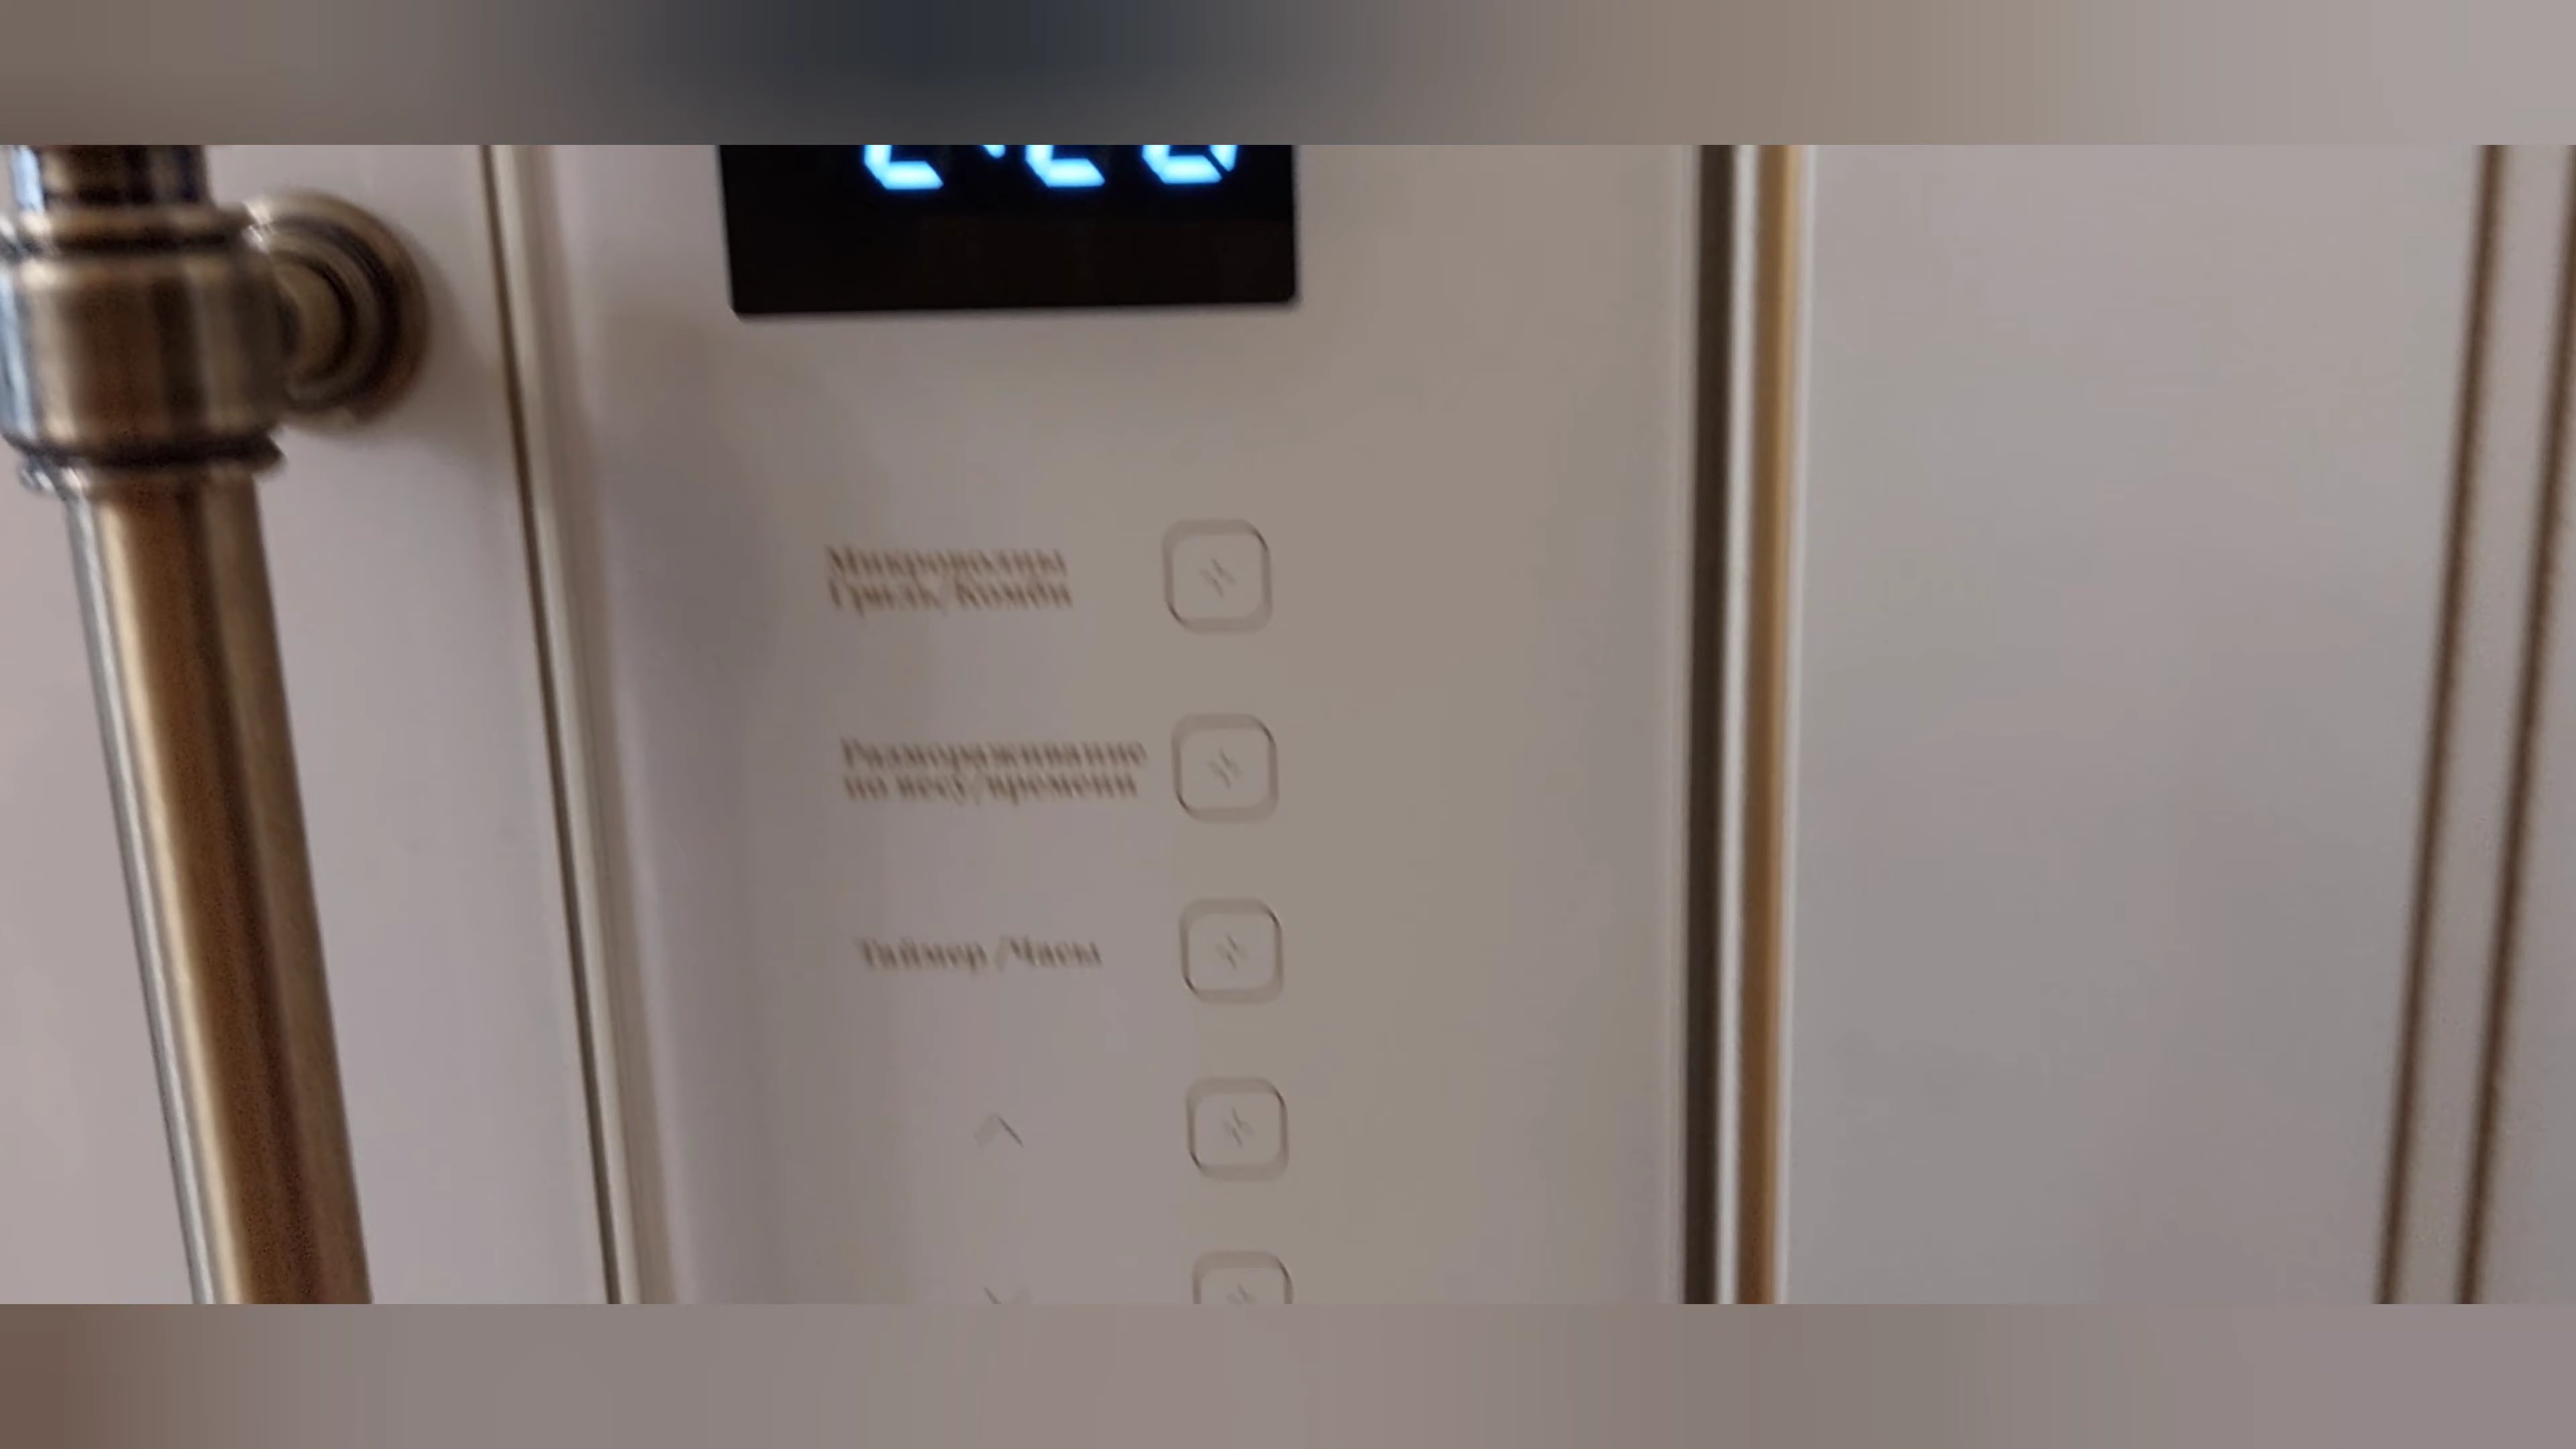 Микроволны
Гриль/Комби
Размораживание
по весу/времени
Таймер/Часы